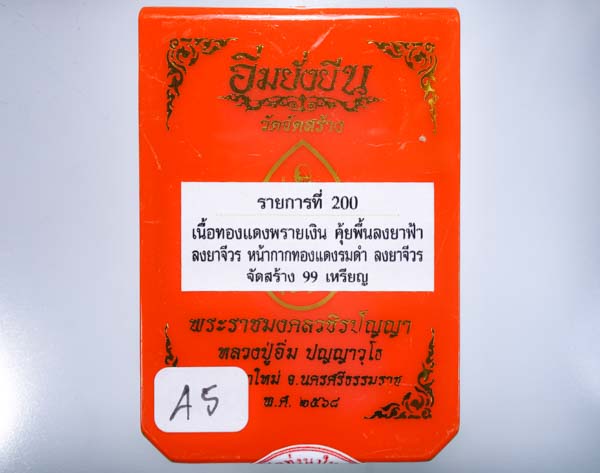 อิ่มยั่งยืน
วัดจัดสร้าง
รายการที่ 200
เนื้อทองแดงพรายเงิน คุ้ยพื้นลงยาฟ้า
ลงยาจีวร หน้ากากทองแดงรมดำ ลงยาจีวร
จัดสร้าง 99 เหรียญ
พระราชมงคลวชิรปัญญา
หลวงปู่อิ่ม ปญฺญาวุโธ
ใหม่ จ.นครศรีธรรมราช
พ.ศ. ๒๕๖๘
A5